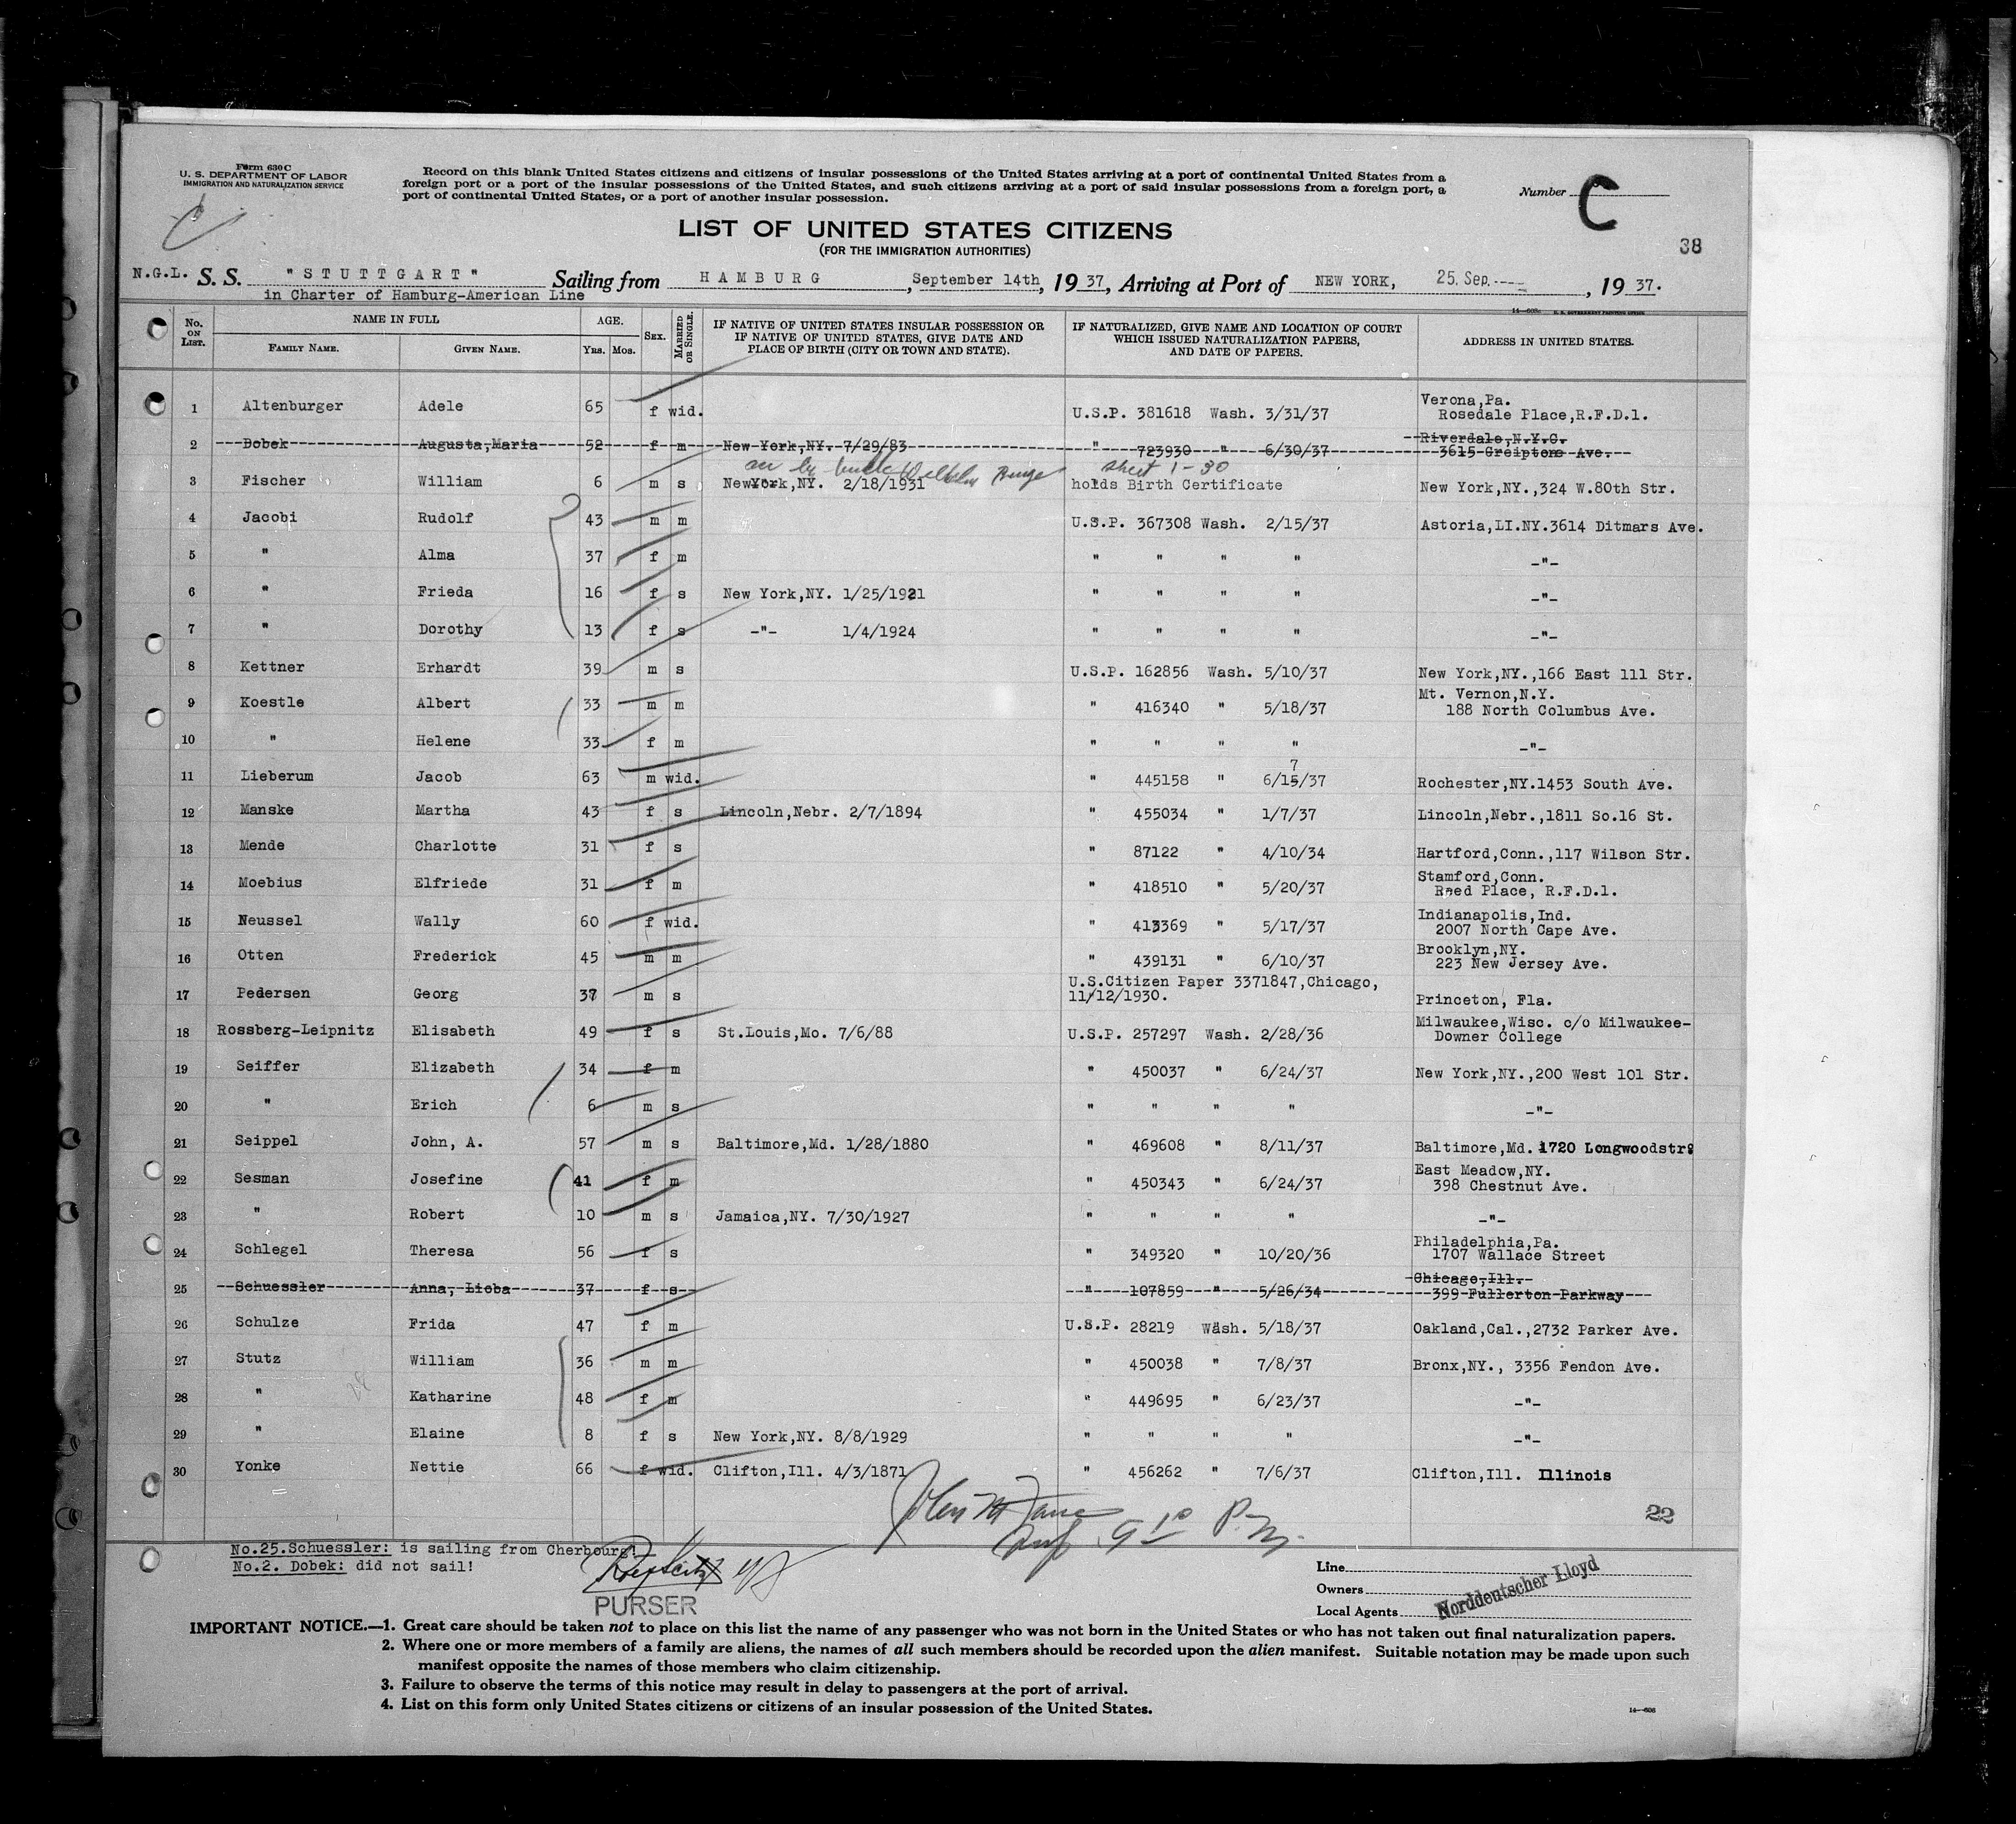 Form 630C
U. S. DEPARTMENT OF LABOR
IMMIGRATION AND NATURALIZATION SERVICE
Record on this blank United States citizens and citizens of insular possessions of the United States arriving at a port of continental United States from a
foreign port or a port of the insular possessions of the United States, and such citizens arriving at a port of said insular possessions from a foreign port, a
port of continental United States, or a port of another insular possession.
Number C
LIST OF UNITED STATES CITIZENS
(FOR THE IMMIGRATION AUTHORITIES)
38
N.G.L. S. S. "STUTTGART" Sailing from HAMBURG, September 14th, 1937, Arriving at Port of NEW YORK, 25. Sep. , 1937.
in Charter of Hamburg-American Line
No. ON LIST. NAME IN FULL FAMILY NAME. GIVEN NAME. AGE. Yrs. Mos. SEX. MARRIED OR SINGLE. IF NATIVE OF UNITED STATES INSULAR POSSESSION OR IF NATIVE OF UNITED STATES, GIVE DATE AND PLACE OF BIRTH (CITY OR TOWN AND STATE). IF NATURALIZED, GIVE NAME AND LOCATION OF COURT WHICH ISSUED NATURALIZATION PAPERS, AND DATE OF PAPERS. ADDRESS IN UNITED STATES.
1 Altenburger Adele 65 f wid. U.S.P. 381618 Wash. 3/31/37 Verona,Pa. Rosedale Place,R.F.D.1.
2 Dobek Augusta,Maria 52 f m New York,NY. 7/29/83 " 723930 " 6/30/37 Riverdale,N.Y.C. 3615 Greiptone Ave.
by uncle Wilhelm sheet 1-30
3 Fischer William 6 m s New York,NY. 2/18/1931 holds Birth Certificate New York,NY.,324 W.80th Str.
4 Jacobi Rudolf 43 m m U.S.P. 367308 Wash. 2/15/37 Astoria,LI.NY.3614 Ditmars Ave.
5 " Alma 37 f m " " " " -"-
6 " Frieda 16 f s New York,NY. 1/25/1921 " " " " -"-
7 " Dorothy 13 f s -"- 1/4/1924 " " " " -"-
8 Kettner Erhardt 39 m s U.S.P. 162856 Wash. 5/10/37 New York,NY.,166 East 111 Str.
9 Koestle Albert 33 m m " 416340 " 5/18/37 Mt. Vernon,N.Y. 188 North Columbus Ave.
10 " Helene 33 f m " " " " -"-
11 Lieberum Jacob 63 m wid. " 445158 " 6/15/37 7 Rochester,NY.1453 South Ave.
12 Manske Martha 43 f s Lincoln,Nebr. 2/7/1894 " 455034 " 1/7/37 Lincoln,Nebr.,1811 So.16 St.
13 Mende Charlotte 31 f s " 87122 " 4/10/34 Hartford,Conn.,117 Wilson Str.
14 Moebius Elfriede 31 f m " 418510 " 5/20/37 Stamford,Conn. Reed Place, R.F.D.1.
15 Neussel Wally 60 f wid. " 413369 " 5/17/37 Indianapolis,Ind. 2007 North Cape Ave.
16 Otten Frederick 45 m m " 439131 " 6/10/37 Brooklyn,NY. 223 New Jersey Ave.
17 Pedersen Georg 37 m s U.S.Citizen Paper 3371847,Chicago, 11/12/1930. Princeton, Fla.
18 Rossberg-Leipnitz Elisabeth 49 f s St.Louis,Mo. 7/6/88 U.S.P. 257297 Wash. 2/28/36 Milwaukee,Wisc. c/o Milwaukee-Downer College
19 Seiffer Elizabeth 34 f m " 450037 " 6/24/37 New York,NY.,200 West 101 Str.
20 " Erich 6 m s " " " " -"-
21 Seippel John, A. 57 m s Baltimore,Md. 1/28/1880 " 469608 " 8/11/37 Baltimore,Md. 1720 Longwoodstr.
22 Sesman Josefine 41 f m " 450343 " 6/24/37 East Meadow,NY. 398 Chestnut Ave.
23 " Robert 10 m s Jamaica,NY. 7/30/1927 " " " " -"-
24 Schlegel Theresa 56 f s " 349320 " 10/20/36 Philadelphia,Pa. 1707 Wallace Street
25 Schuessler Anna, Lioba 37 f s " 107859 " 5/26/34 Chicago,Ill. 399 Fullerton Parkway
26 Schulze Frida 47 f m U.S.P. 28219 Wash. 5/18/37 Oakland,Cal.,2732 Parker Ave.
27 Stutz William 36 m m " 450038 " 7/8/37 Bronx,NY., 3356 Fendon Ave.
28 " Katharine 48 f m " 449695 " 6/23/37 -"-
29 " Elaine 8 f s New York,NY. 8/8/1929 " " " " -"-
30 Yonke Nettie 66 f wid. Clifton,Ill. 4/3/1871 " 456262 " 7/6/37 Clifton,Ill. Illinois
P.M.
22
No.25.Schuessler: is sailing from Cherbourg!
No.2. Dobek: did not sail!
PURSER
Line
Owners
Local Agents
Norddeutscher Lloyd
IMPORTANT NOTICE.—1. Great care should be taken not to place on this list the name of any passenger who was not born in the United States or who has not taken out final naturalization papers.
2. Where one or more members of a family are aliens, the names of all such members should be recorded upon the alien manifest. Suitable notation may be made upon such
manifest opposite the names of those members who claim citizenship.
3. Failure to observe the terms of this notice may result in delay to passengers at the port of arrival.
4. List on this form only United States citizens or citizens of an insular possession of the United States.
14—608